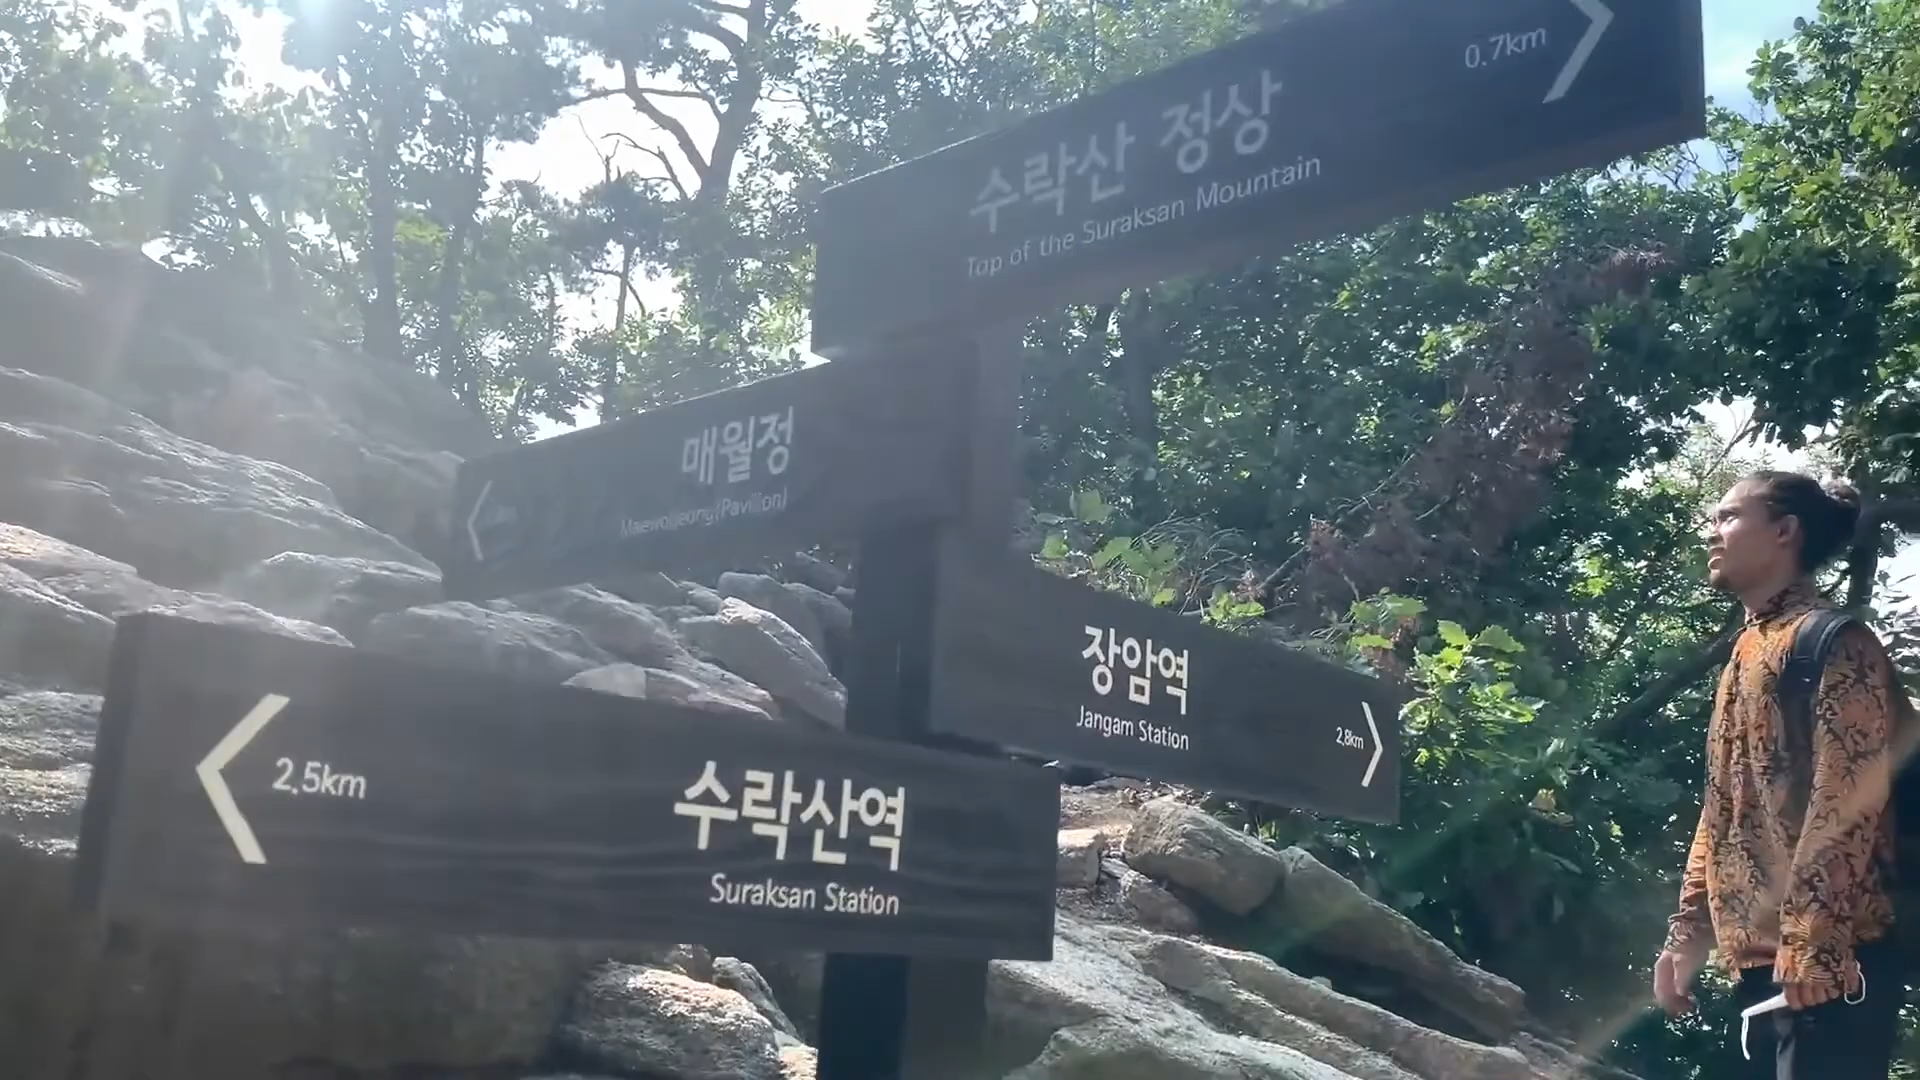 0.7km
수락산 정상
Top of the Suraksan Mountain
매월정
Maewoljeong(Pavilion)
장암역
Jangam Station
2.8km
2.5km
수락산역
Suraksan Station